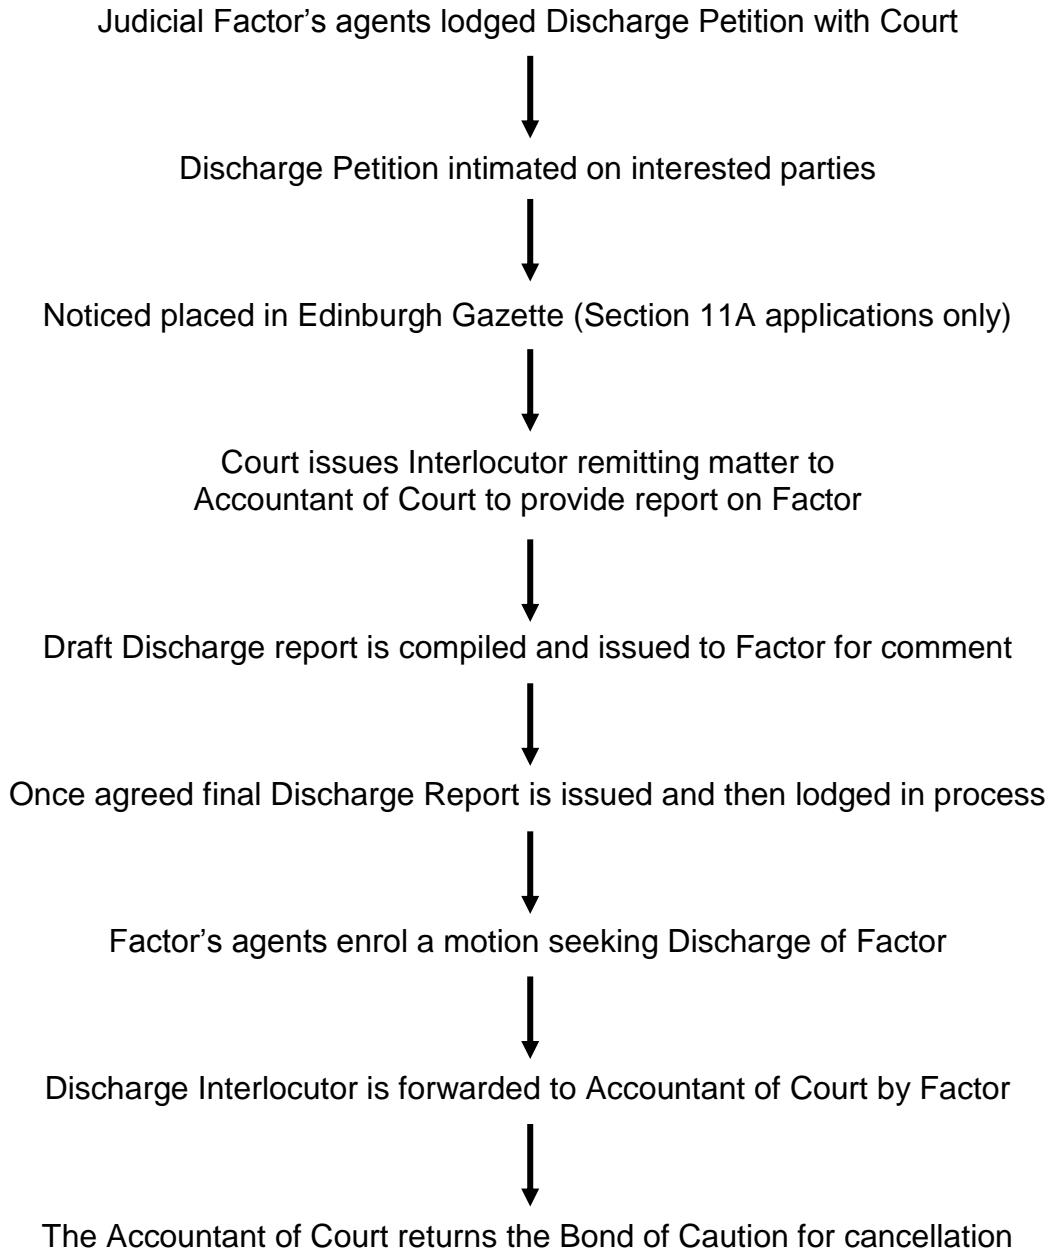 Judicial Factor’s agents lodged Discharge Petition with Court
Discharge Petition intimated on interested parties
Noticed placed in Edinburgh Gazette (Section 11A applications only)
Court issues Interlocutor remitting matter to
Accountant of Court to provide report on Factor
Draft Discharge report is compiled and issued to Factor for comment
Once agreed final Discharge Report is issued and then lodged in process
Factor’s agents enrol a motion seeking Discharge of Factor
Discharge Interlocutor is forwarded to Accountant of Court by Factor
The Accountant of Court returns the Bond of Caution for cancellation